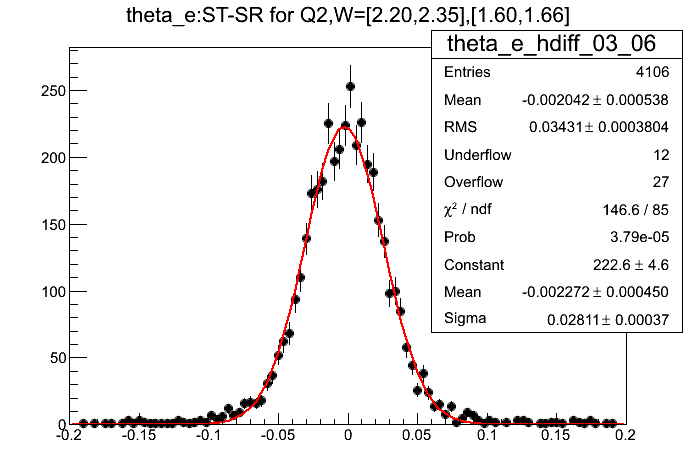 theta_e:ST-SR for Q2,W=[2.20,2.35],[1.60,1.66]
theta_e_hdiff_03_06
Entries 4106
Mean -0.002042 ± 0.000538
RMS 0.03431 ± 0.0003804
Underflow 12
Overflow 27
χ² / ndf 146.6 / 85
Prob 3.79e-05
Constant 222.6 ± 4.6
Mean -0.002272 ± 0.000450
Sigma 0.02811 ± 0.00037
250
200
150
100
50
0
-0.2 -0.15 -0.1 -0.05 0 0.05 0.1 0.15 0.2